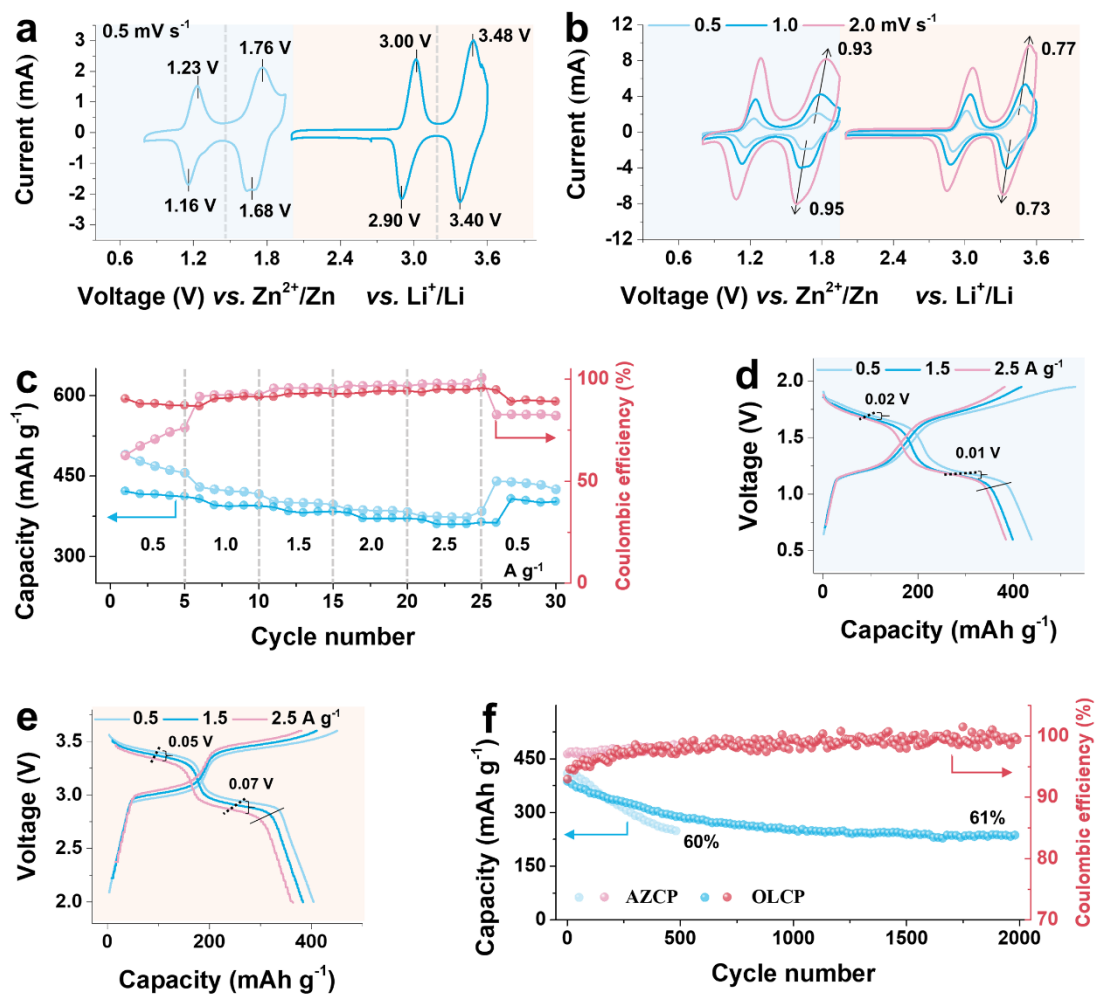 a
0.5 mV s⁻¹
1.76 V
1.23 V
3.00 V
3.48 V
1.16 V
1.68 V
2.90 V
3.40 V
Current (mA)
3
2
1
0
-1
-2
-3
0.6 1.2 1.8 2.4 3.0 3.6
Voltage (V) vs. Zn²⁺/Zn vs. Li⁺/Li
b
0.5 1.0 2.0 mV s⁻¹
0.93
0.77
0.95
0.73
Current (mA)
12
8
4
0
-4
-8
-12
0.6 1.2 1.8 2.4 3.0 3.6
Voltage (V) vs. Zn²⁺/Zn vs. Li⁺/Li
c
Capacity (mAh g⁻¹)
600
450
300
0.5 1.0 1.5 2.0 2.5 0.5
A g⁻¹
100
50
0
Coulombic efficiency (%)
0 5 10 15 20 25 30
Cycle number
d
0.5 1.5 2.5 A g⁻¹
0.02 V
0.01 V
Voltage (V)
2.0
1.5
1.0
0.5
0 200 400
Capacity (mAh g⁻¹)
e
0.5 1.5 2.5 A g⁻¹
0.05 V
0.07 V
Voltage (V)
3.5
3.0
2.5
2.0
0 200 400
Capacity (mAh g⁻¹)
f
Capacity (mAh g⁻¹)
450
300
150
0
60%
61%
AZCP OLCP
100
90
80
70
Coulombic efficiency (%)
0 500 1000 1500 2000
Cycle number